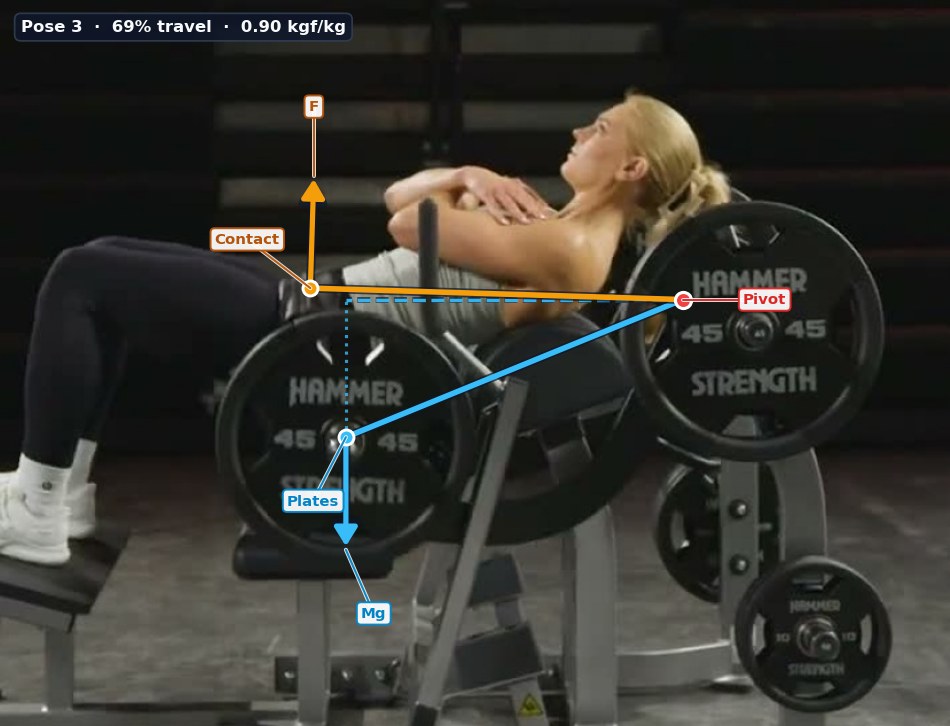 Pose 3 · 69% travel · 0.90 kgf/kg
F
Contact
Pivot
HAMMER
45 45
STRENGTH
HAMMER
45 45
STRENGTH
Plates
Mg
HAMMER
10 10
STRENGTH